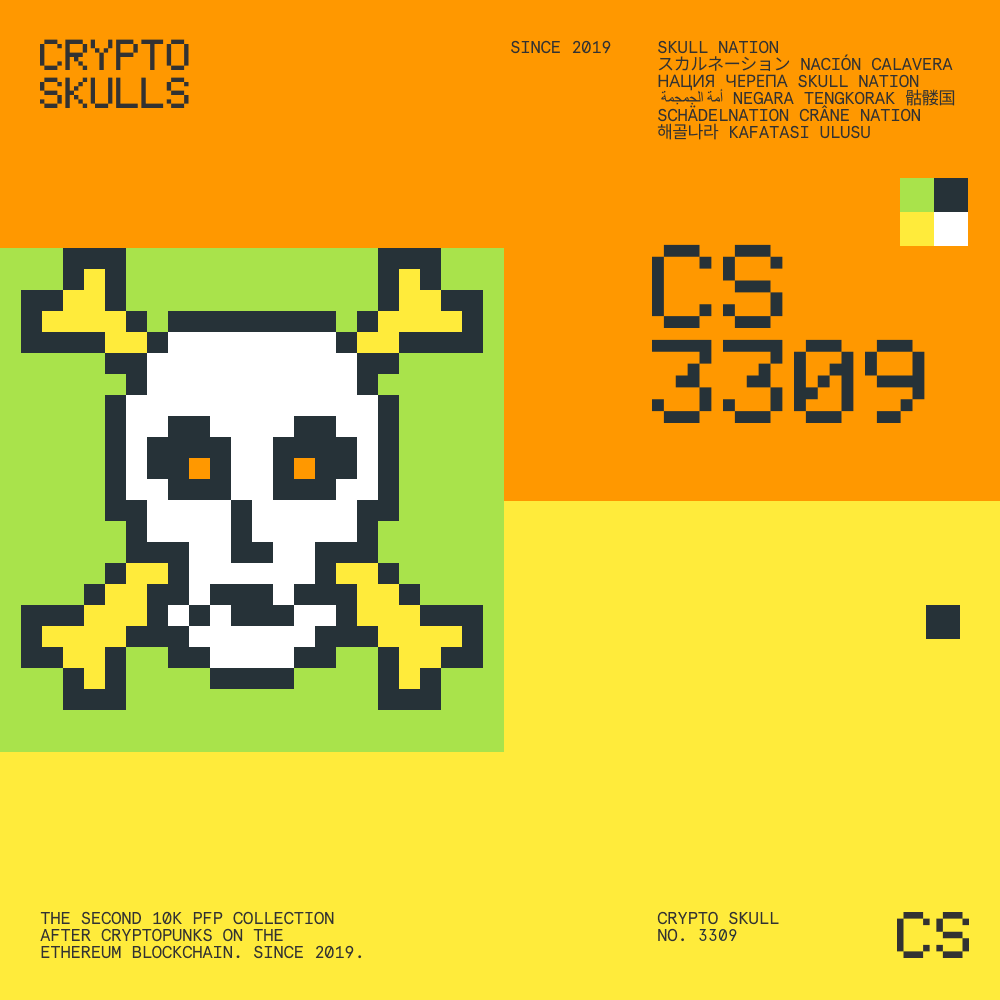 CRYPTO
SKULLS
SINCE 2019
SKULL NATION
スカルネーション NACIÓN CALAVERA
НАЦИЯ ЧЕРЕПА SKULL NATION
أمة الجمجمة NEGARA TENGKORAK 骷髅国
SCHÄDELNATION CRÂNE NATION
해골나라 KAFATASI ULUSU
CS
3309
THE SECOND 10K PFP COLLECTION
AFTER CRYPTOPUNKS ON THE
ETHEREUM BLOCKCHAIN. SINCE 2019.
CRYPTO SKULL
NO. 3309
CS